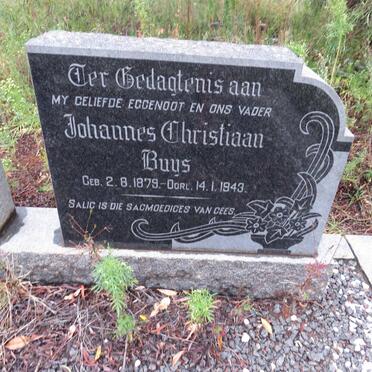 Ter Gedagtenis aan
MY GELIEFDE EGGENOOT EN ONS VADER
Johannes Christiaan
Buys
GEB. 2.8.1879.-OORL. 14.1.1943.
SALIG IS DIE SAGMOEDIGES VAN GEES.